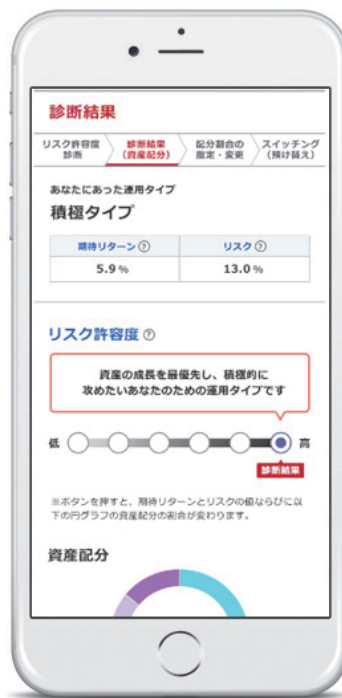 診断結果
リスク許容度
診断
診断結果
(資産配分)
配分割合の
指定・変更
スイッチング
(預け替え)
あなたにあった運用タイプ
積極タイプ
期待リターン?
リスク?
5.9%
13.0%
リスク許容度?
資産の成長を最優先し、積極的に
攻めたいあなたのための運用タイプです
低
高
診断結果
※ボタンを押すと、期待リターンとリスクの値ならびに以
下の円グラフの資産配分の割合が変わります。
資産配分